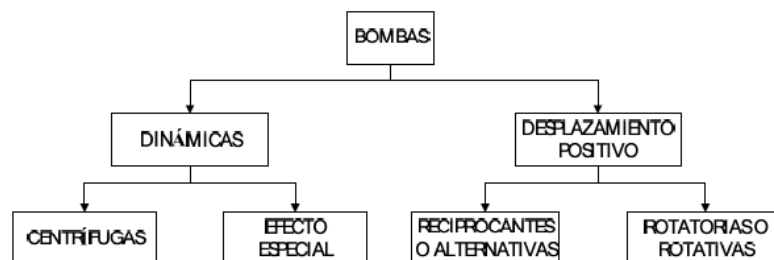 BOMBAS
DINÁMICAS
DESPLAZAMIENTO
POSITIVO
CENTRÍFUGAS
EFECTO
ESPECIAL
RECIPROCANTES
O ALTERNATIVAS
ROTATORIAS O
ROTATIVAS